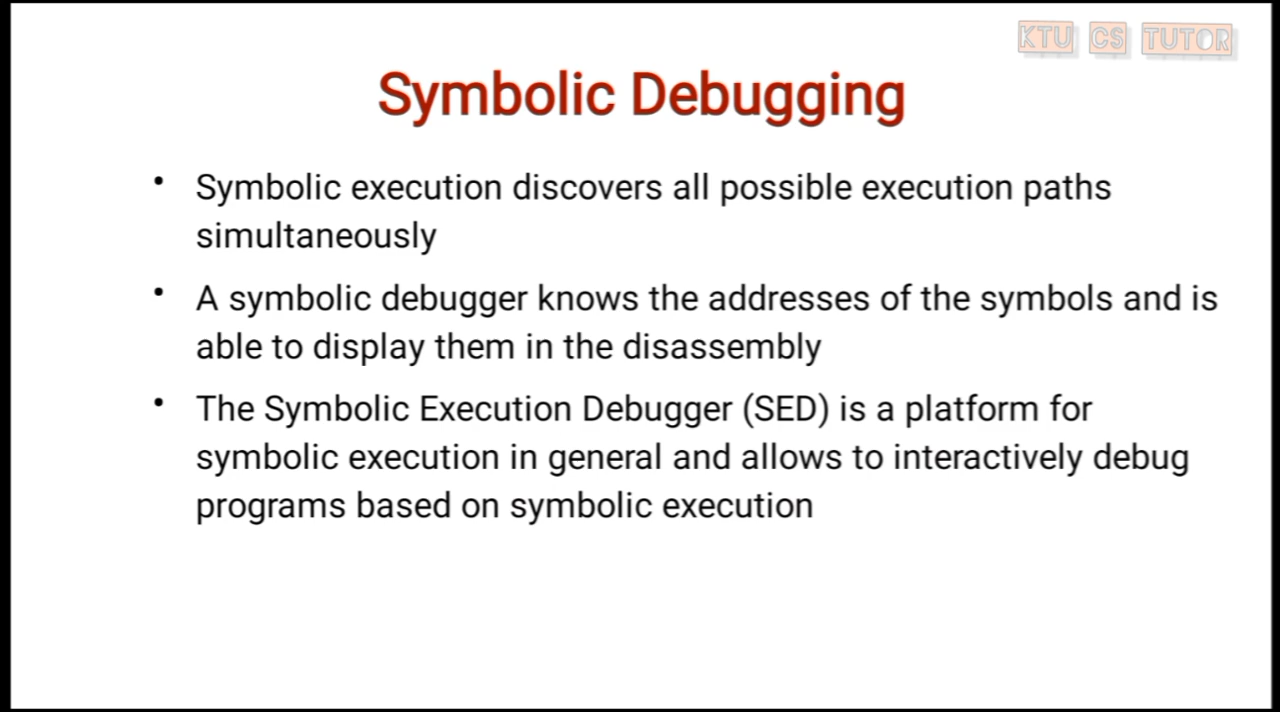 KTU CS TUTOR
Symbolic Debugging
• Symbolic execution discovers all possible execution paths
simultaneously
• A symbolic debugger knows the addresses of the symbols and is
able to display them in the disassembly
• The Symbolic Execution Debugger (SED) is a platform for
symbolic execution in general and allows to interactively debug
programs based on symbolic execution